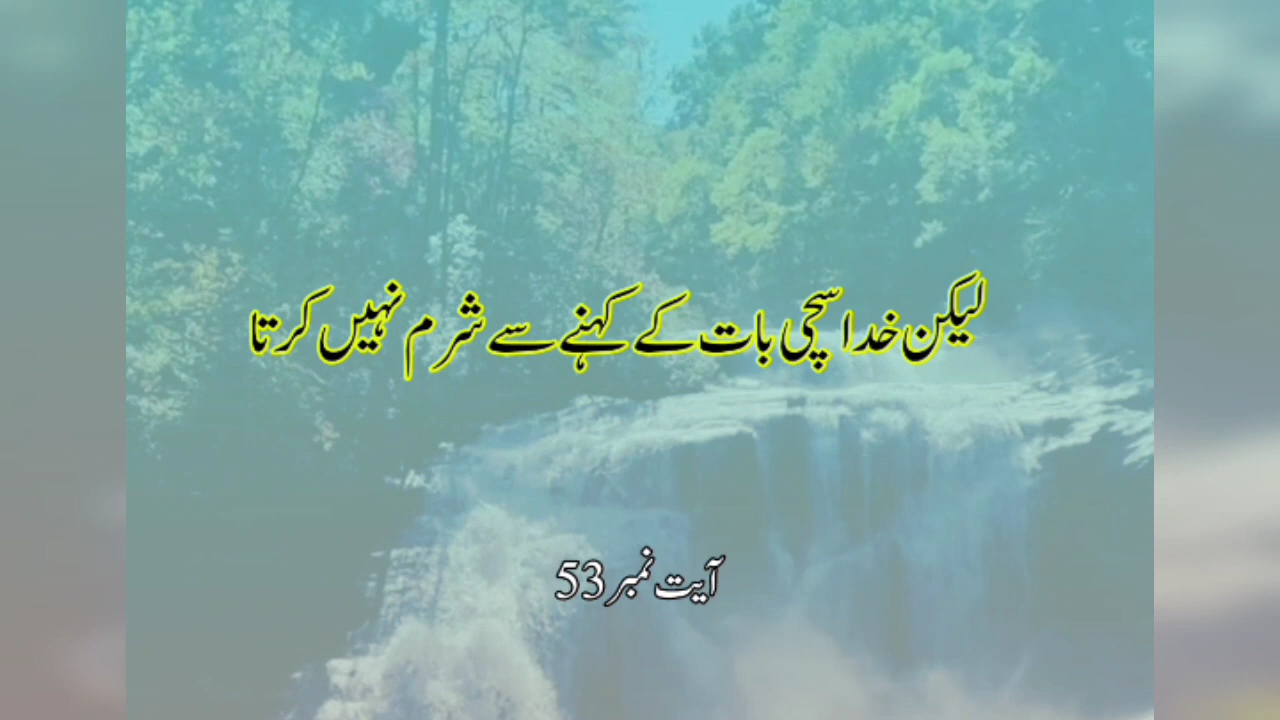 لیکن خدا سچی بات کے کہنے سے شرم نہیں کرتا
آیت نمبر 53